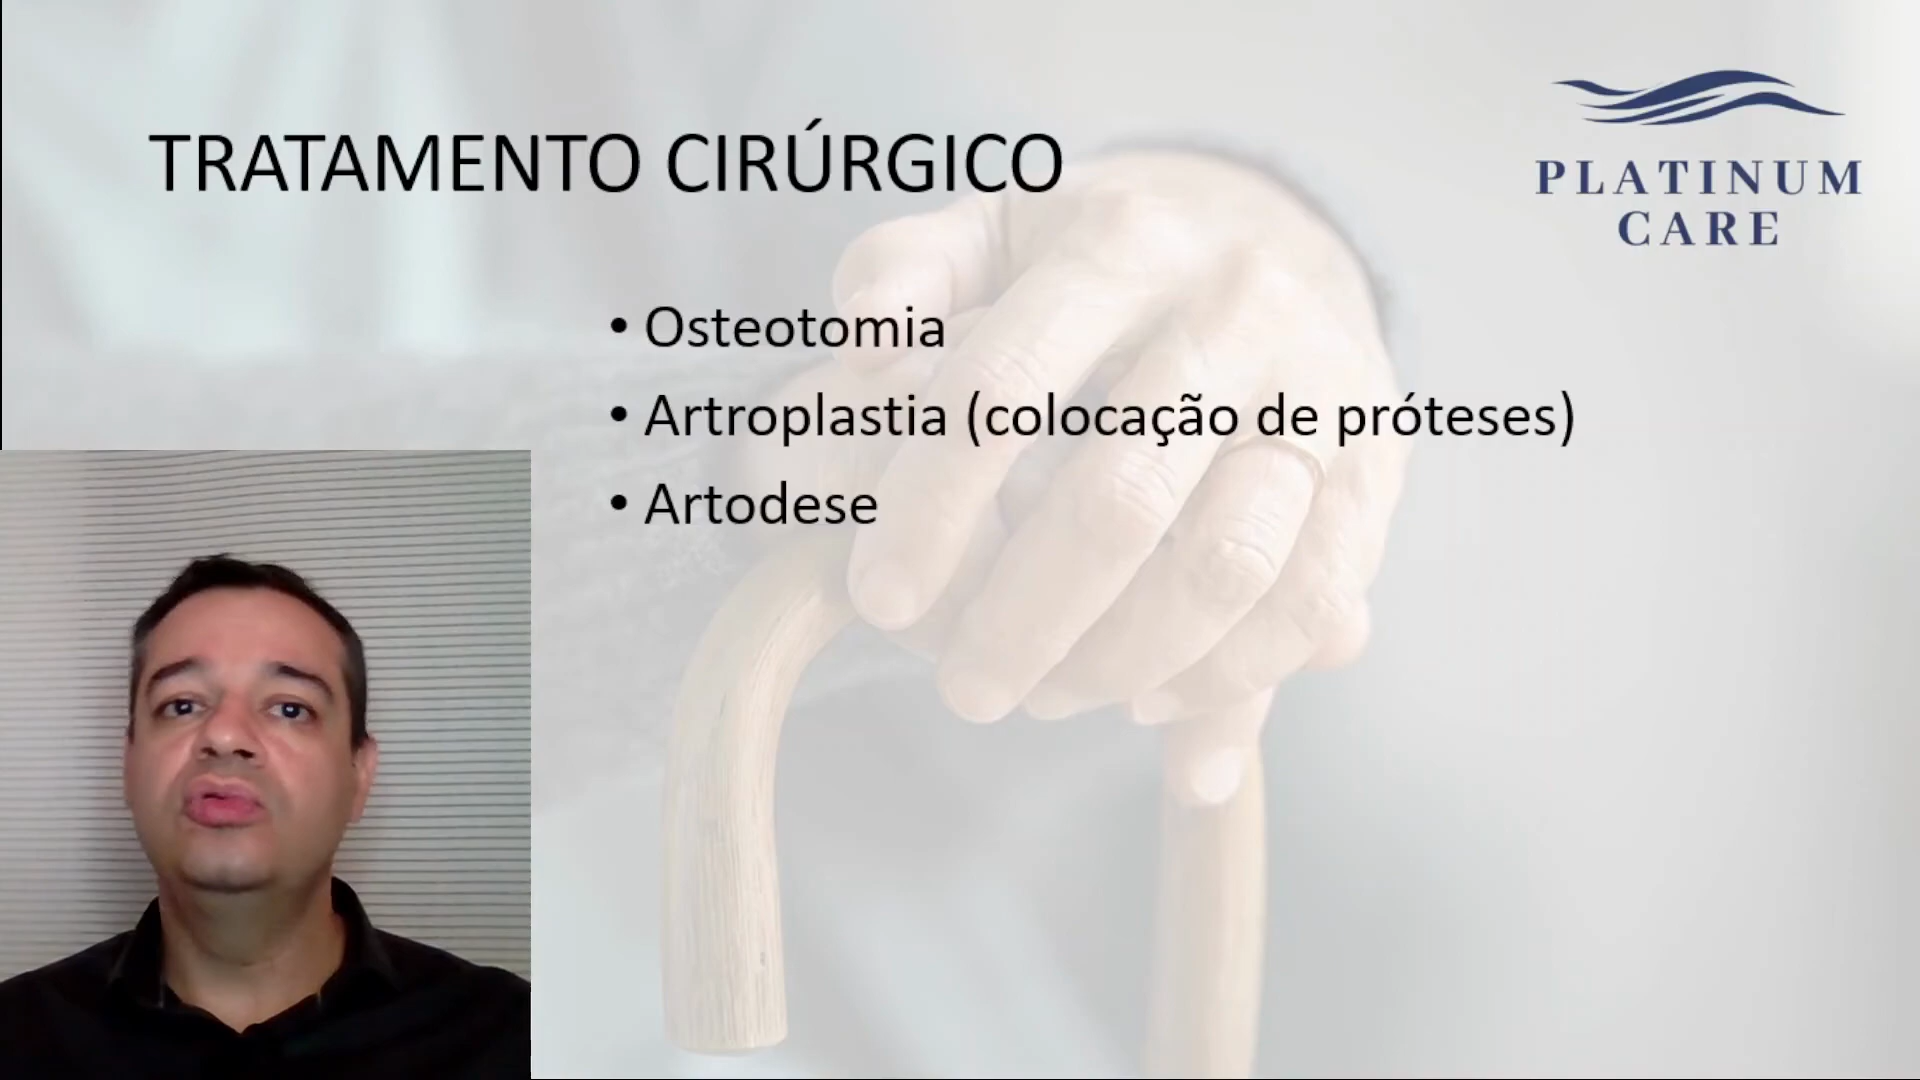 TRATAMENTO CIRÚRGICO
PLATINUM
CARE
• Osteotomia
• Artroplastia (colocação de próteses)
• Artodese